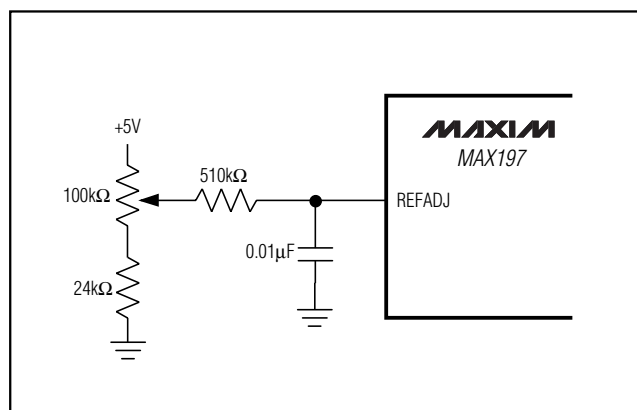 +5V
100kΩ
24kΩ
510kΩ
0.01µF
MAXIM
MAX197
REFADJ